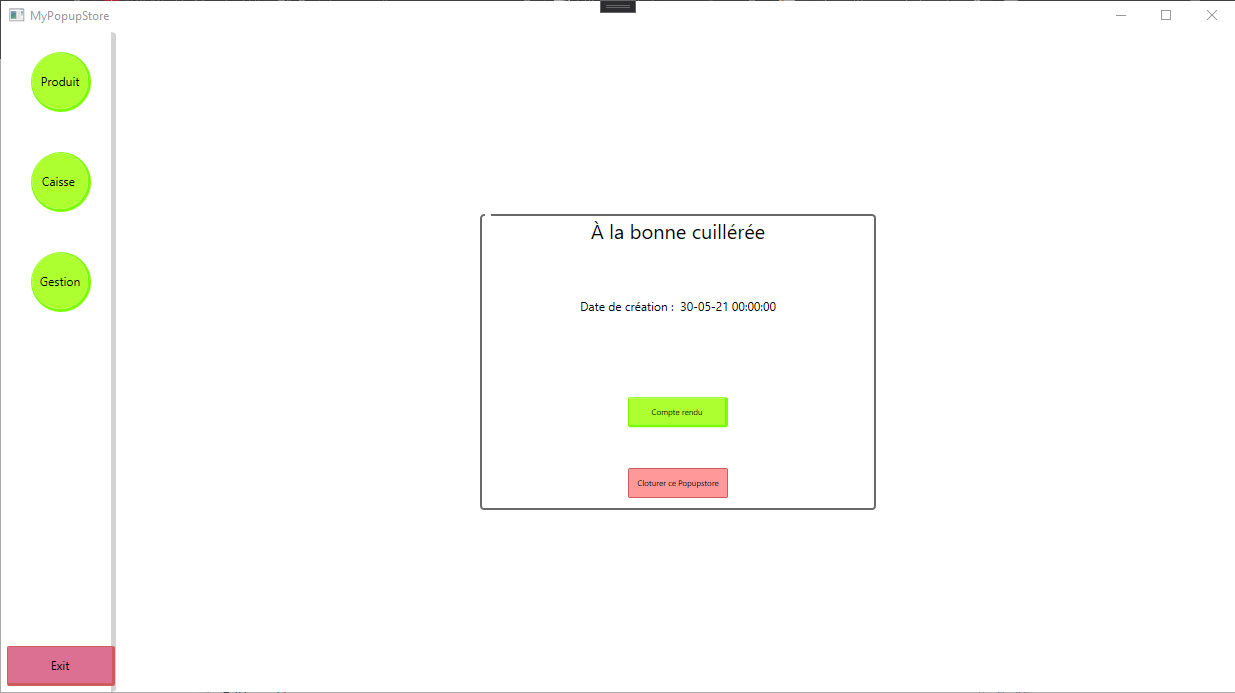 MyPopupStore
Produit
Caisse
Gestion
À la bonne cuillérée
Date de création : 30-05-21 00:00:00
Compte rendu
Cloturer ce Popupstore
Exit